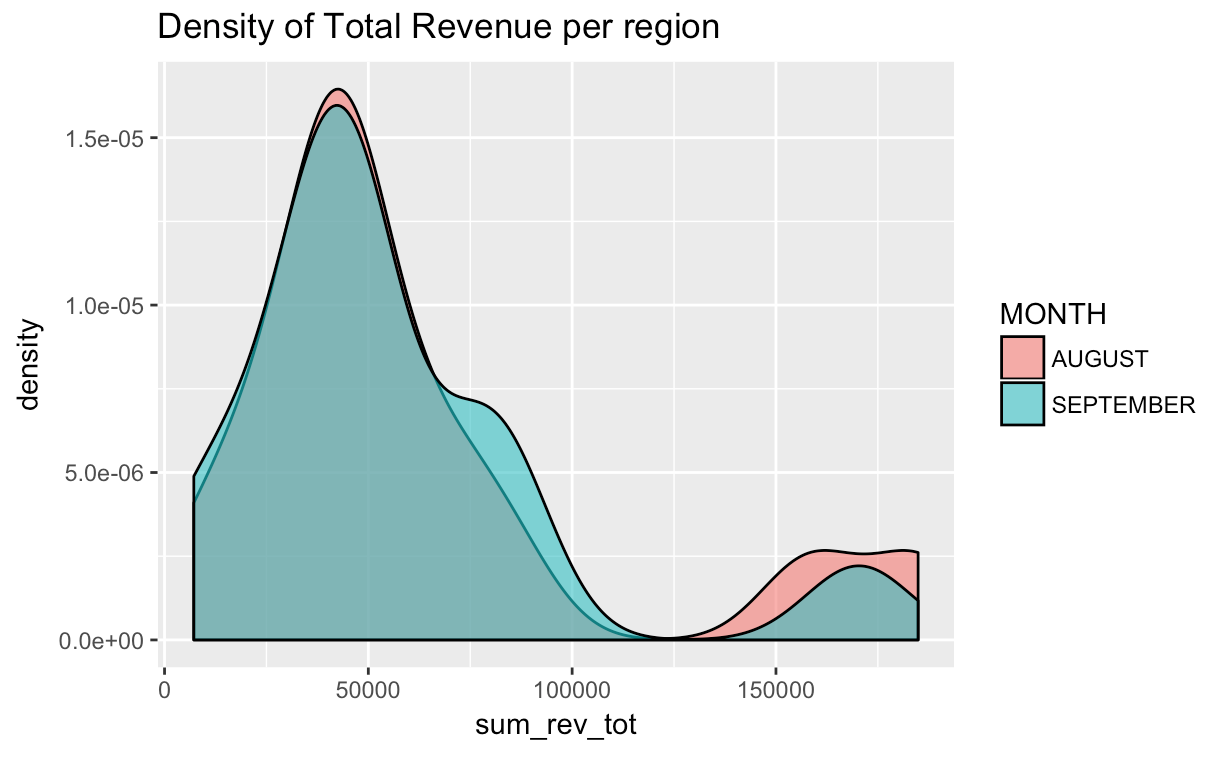 Density of Total Revenue per region
1.5e-05
1.0e-05
5.0e-06
0.0e+00
density
0
50000
100000
150000
sum_rev_tot
MONTH
AUGUST
SEPTEMBER